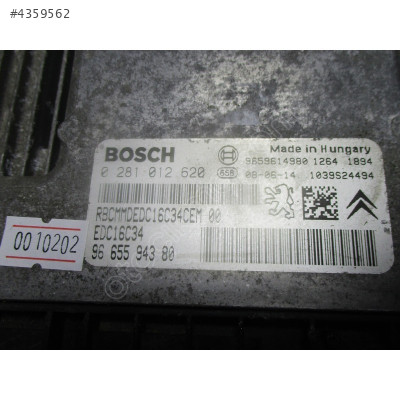 #4359562
BOSCH
Made in Hungary
0 281 012 620
9659614980 1264 1894
658 08-06-14 1039S24494
RBCMMDEDC16C34CEM 00
EDC16C34
96 655 943 80
0010202